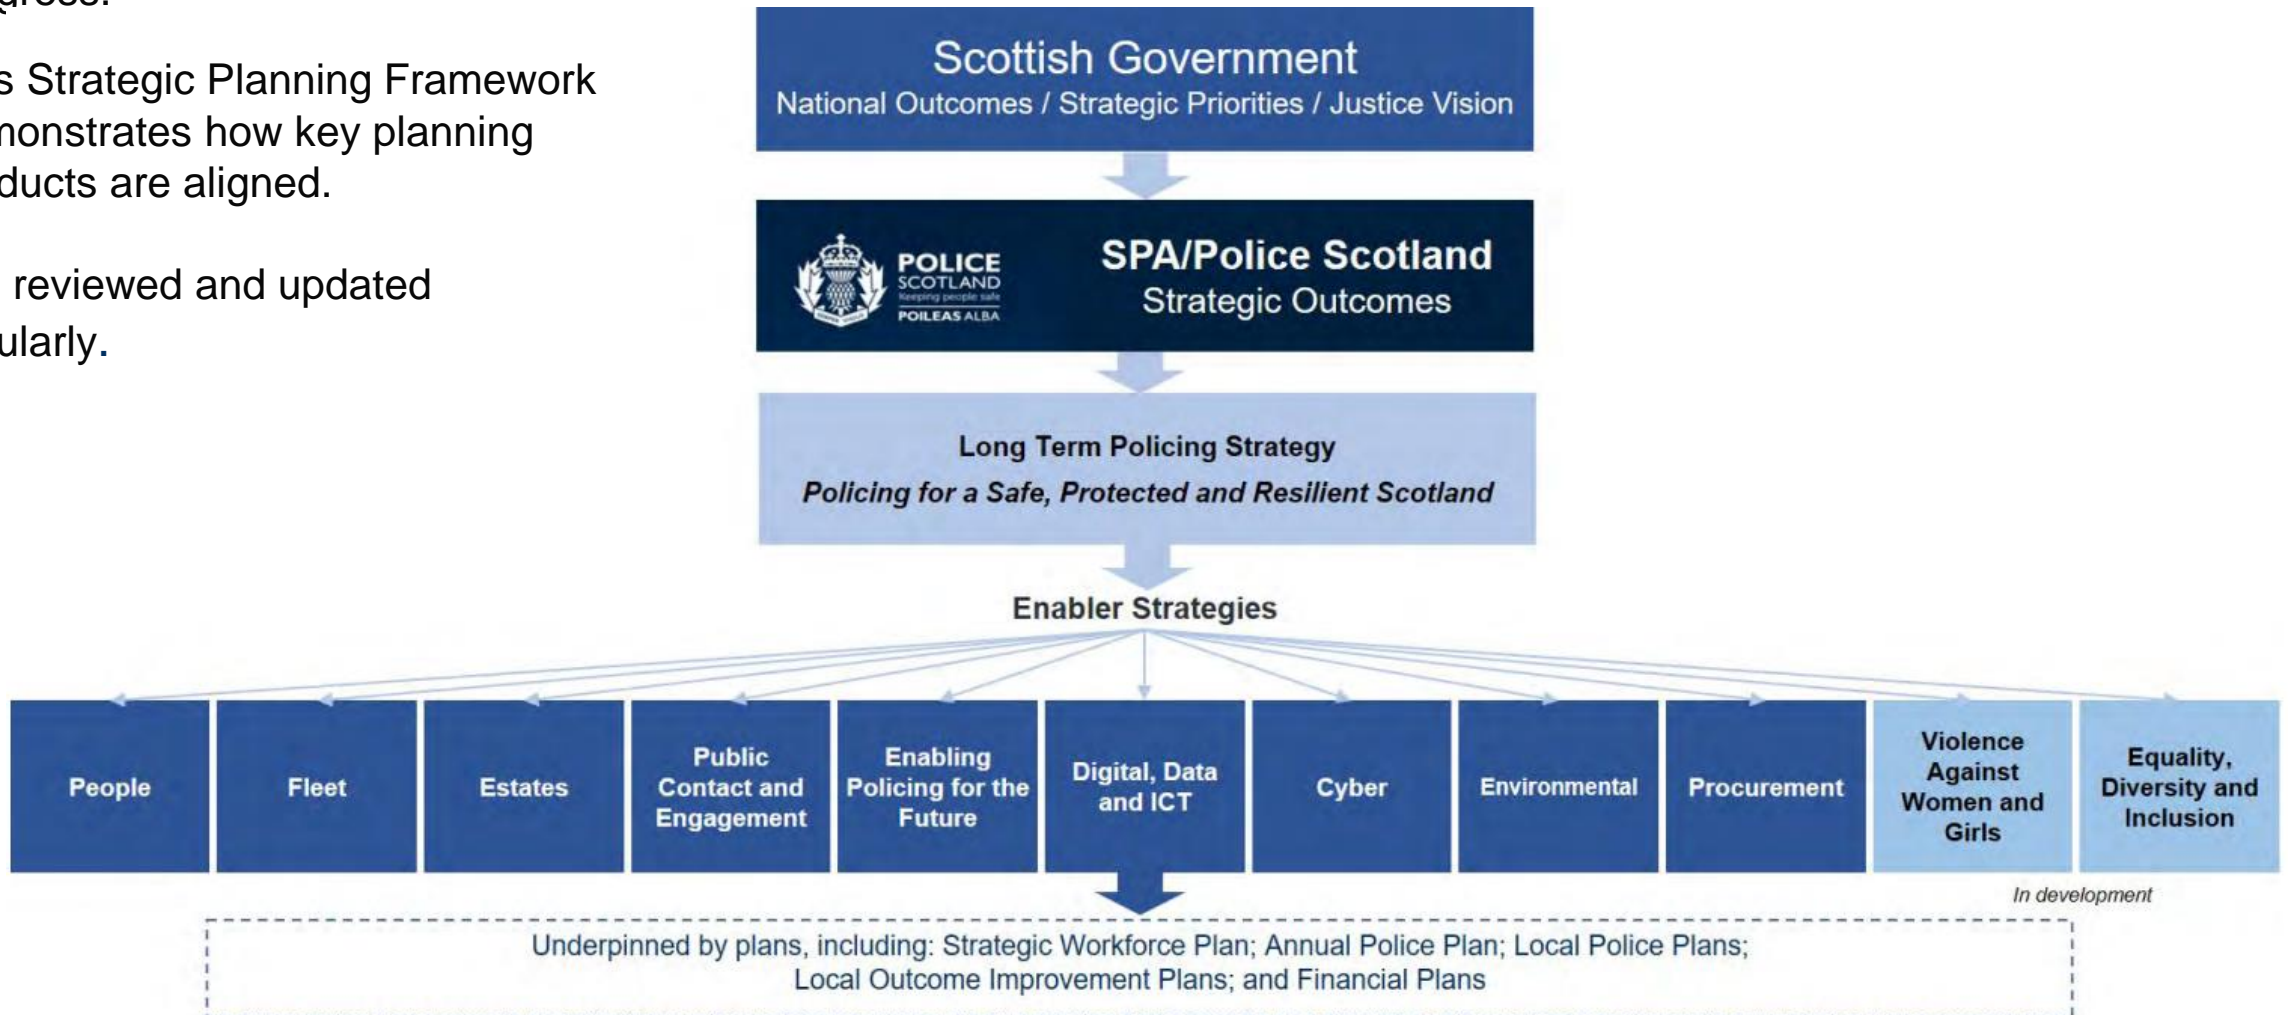 gress.
s Strategic Planning Framework
monstrates how key planning
ducts are aligned.
reviewed and updated
ularly.
Scottish Government
National Outcomes / Strategic Priorities / Justice Vision
POLICE
SCOTLAND
Keeping people safe
POILEAS ALBA
SPA/Police Scotland
Strategic Outcomes
Long Term Policing Strategy
Policing for a Safe, Protected and Resilient Scotland
Enabler Strategies
People
Fleet
Estates
Public
Contact and
Engagement
Enabling
Policing for the
Future
Digital, Data
and ICT
Cyber
Environmental
Procurement
Violence
Against
Women and
Girls
Equality,
Diversity and
Inclusion
In development
Underpinned by plans, including: Strategic Workforce Plan; Annual Police Plan; Local Police Plans;
Local Outcome Improvement Plans; and Financial Plans